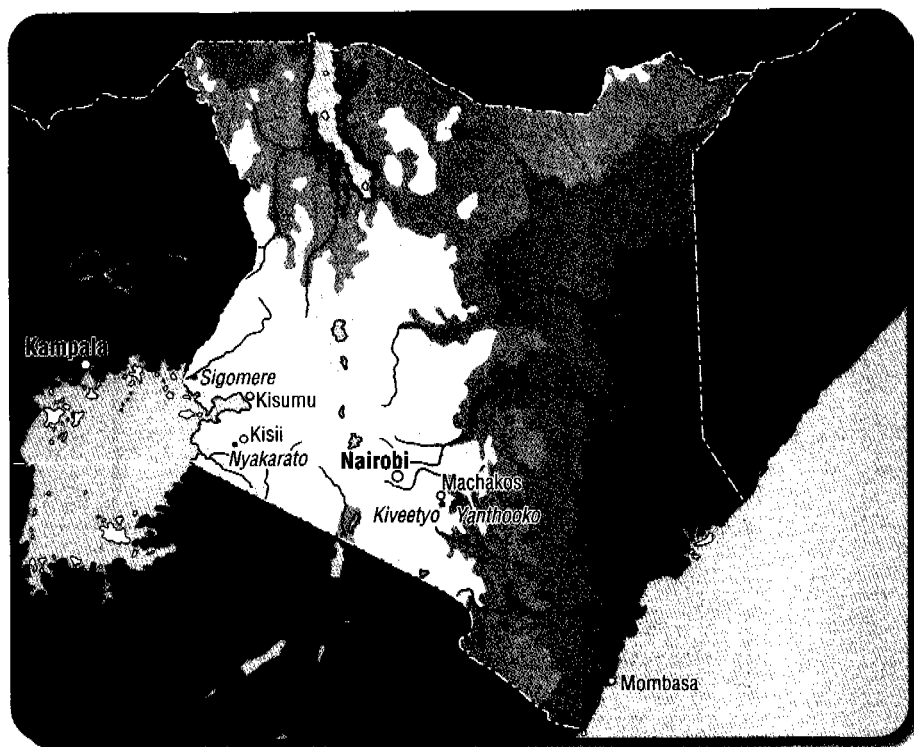 Kampala
Sigomere
Kisumu
Kisii
Nyakarato
Nairobi
Machakos
Kiveetyo Yanthooko
Mombasa